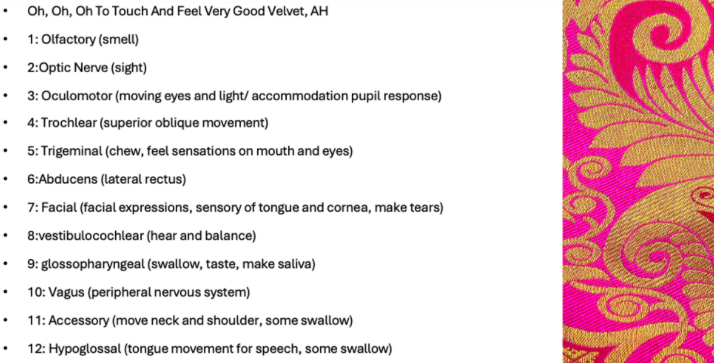 • Oh, Oh, Oh To Touch And Feel Very Good Velvet, AH
• 1: Olfactory (smell)
• 2:Optic Nerve (sight)
• 3: Oculomotor (moving eyes and light/ accommodation pupil response)
• 4: Trochlear (superior oblique movement)
• 5: Trigeminal (chew, feel sensations on mouth and eyes)
• 6:Abducens (lateral rectus)
• 7: Facial (facial expressions, sensory of tongue and cornea, make tears)
• 8:vestibulocochlear (hear and balance)
• 9: glossopharyngeal (swallow, taste, make saliva)
• 10: Vagus (peripheral nervous system)
• 11: Accessory (move neck and shoulder, some swallow)
• 12: Hypoglossal (tongue movement for speech, some swallow)